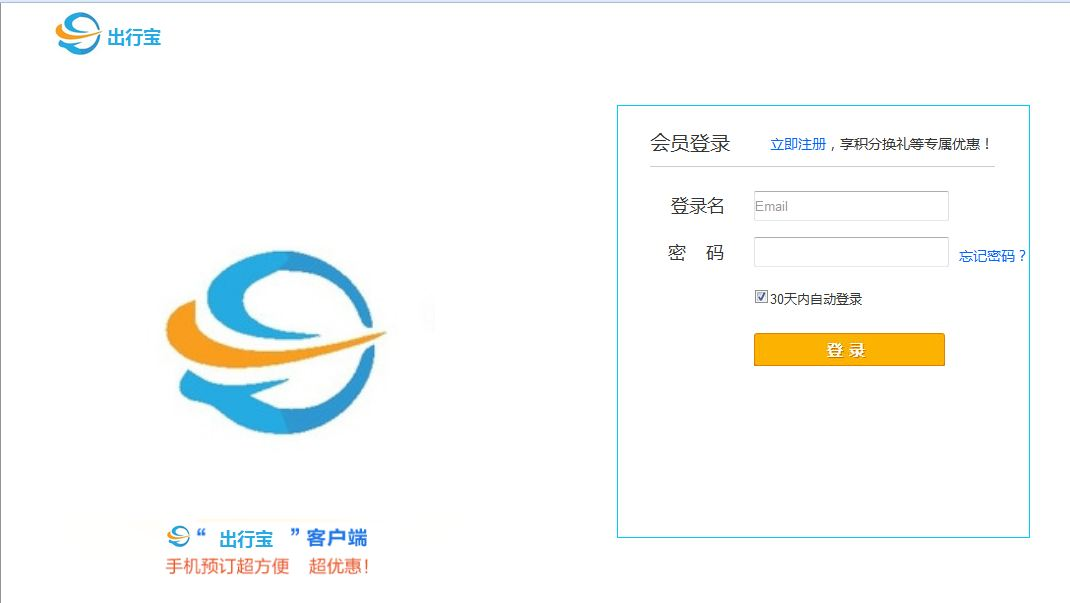 出行宝
会员登录 立即注册，享积分换礼等专属优惠！
登录名 Email
密 码 忘记密码？
30天内自动登录
登 录
“ 出行宝 ”客户端
手机预订超方便 超优惠！